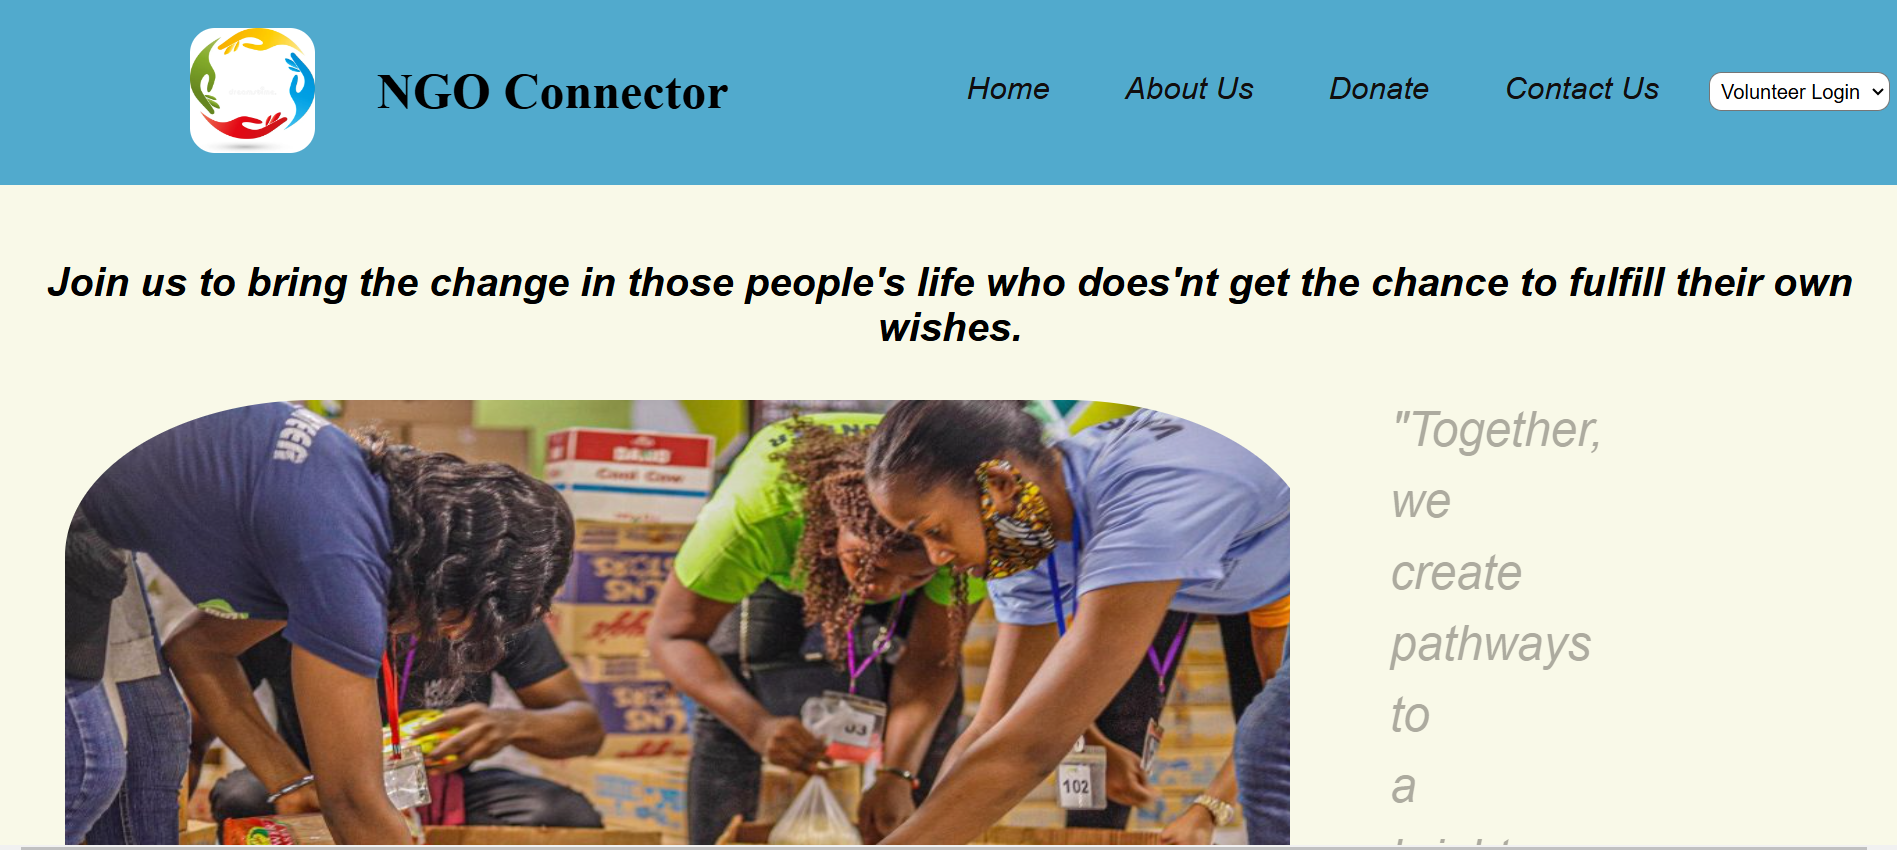 NGO Connector
Home
About Us
Donate
Contact Us
Volunteer Login
Join us to bring the change in those people's life who does'nt get the chance to fulfill their own
wishes.
"Together,
we
create
pathways
to
a
102